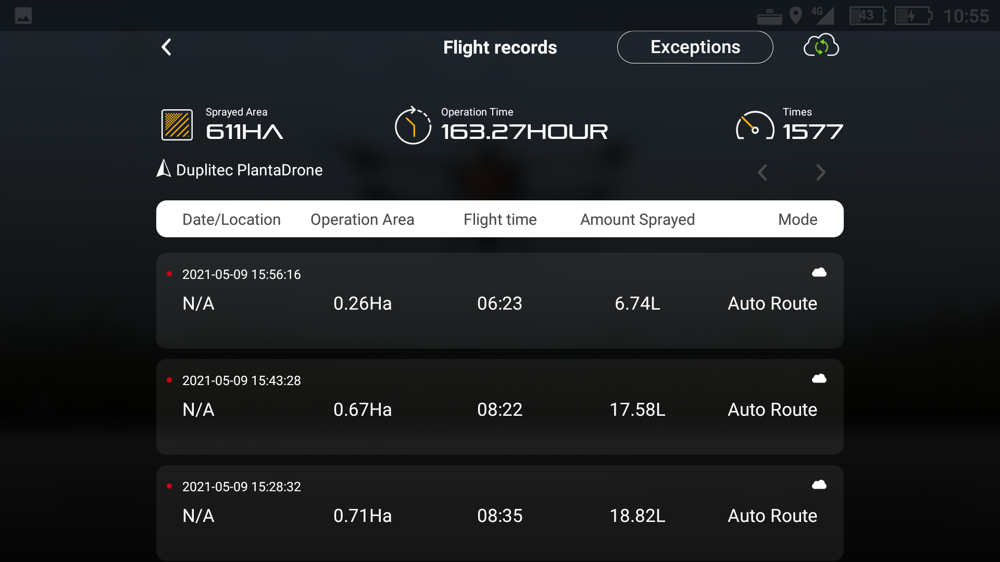 4G 43 10:55
Flight records
Exceptions
Sprayed Area
611HA
Operation Time
163.27HOUR
Times
1577
Duplitec PlantaDrone
Date/Location Operation Area Flight time Amount Sprayed Mode
2021-05-09 15:56:16
N/A 0.26Ha 06:23 6.74L Auto Route
2021-05-09 15:43:28
N/A 0.67Ha 08:22 17.58L Auto Route
2021-05-09 15:28:32
N/A 0.71Ha 08:35 18.82L Auto Route